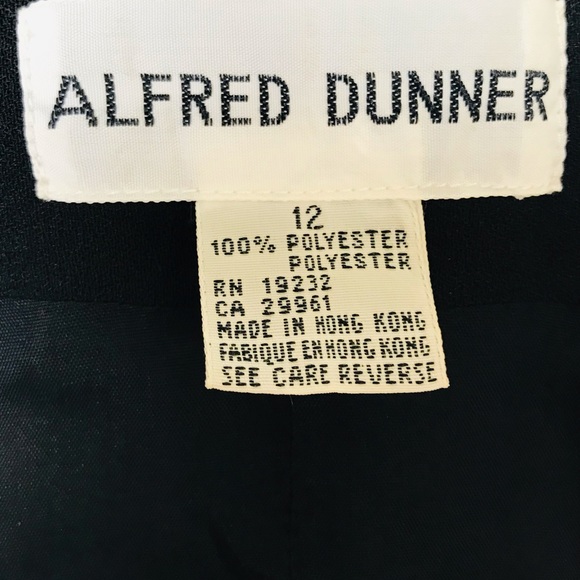 ALFRED DUNNER
12
100% POLYESTER
POLYESTER
RN 19232
CA 29961
MADE IN HONG KONG
FABIQUE EN HONG KONG
SEE CARE REVERSE